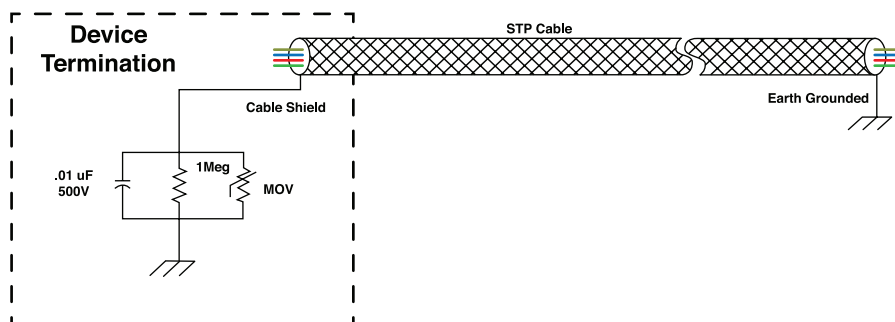 Device
Termination
STP Cable
Cable Shield
Earth Grounded
.01 uF
500V
1Meg
MOV